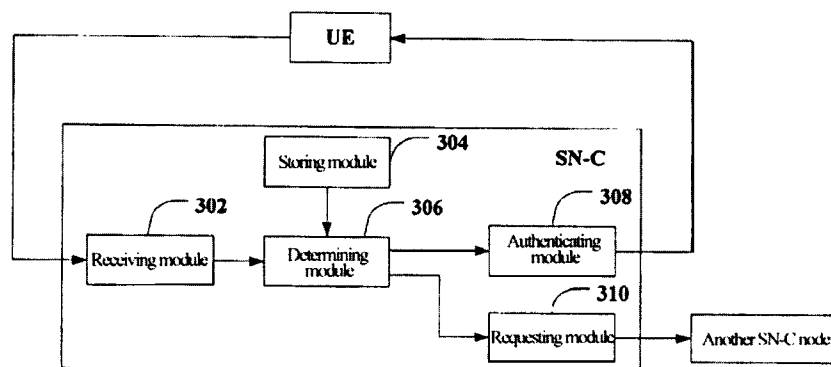 UE
304
Storing module
SN-C
302
306
308
Receiving module
Determining
module
Authenticating
module
310
Requesting module
Another SN-C node